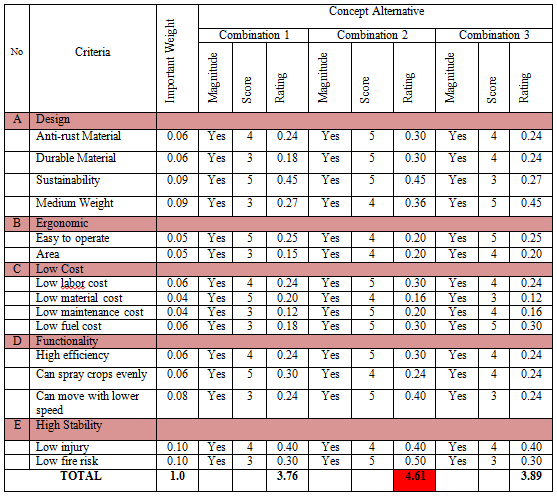 Concept Alternative
No Criteria Important Weight Combination 1 Combination 2 Combination 3
Magnitude Score Rating Magnitude Score Rating Magnitude Score Rating
A Design
Anti-rust Material 0.06 Yes 4 0.24 Yes 5 0.30 Yes 4 0.24
Durable Material 0.06 Yes 3 0.18 Yes 5 0.30 Yes 4 0.24
Sustainability 0.09 Yes 5 0.45 Yes 5 0.45 Yes 3 0.27
Medium Weight 0.09 Yes 3 0.27 Yes 4 0.36 Yes 5 0.45
B Ergonomic
Easy to operate 0.05 Yes 5 0.25 Yes 4 0.20 Yes 5 0.25
Area 0.05 Yes 3 0.15 Yes 4 0.20 Yes 4 0.20
C Low Cost
Low labor cost 0.06 Yes 4 0.24 Yes 5 0.30 Yes 4 0.24
Low material cost 0.04 Yes 5 0.20 Yes 4 0.16 Yes 3 0.12
Low maintenance cost 0.04 Yes 3 0.12 Yes 5 0.20 Yes 4 0.16
Low fuel cost 0.06 Yes 3 0.18 Yes 5 0.30 Yes 5 0.30
D Functionality
High efficiency 0.06 Yes 4 0.24 Yes 5 0.30 Yes 4 0.24
Can spray crops evenly 0.06 Yes 5 0.30 Yes 4 0.24 Yes 4 0.24
Can move with lower speed 0.08 Yes 3 0.24 Yes 5 0.40 Yes 3 0.24
E High Stability
Low injury 0.10 Yes 4 0.40 Yes 4 0.40 Yes 4 0.40
Low fire risk 0.10 Yes 3 0.30 Yes 5 0.50 Yes 3 0.30
TOTAL 1.0 3.76 4.61 3.89